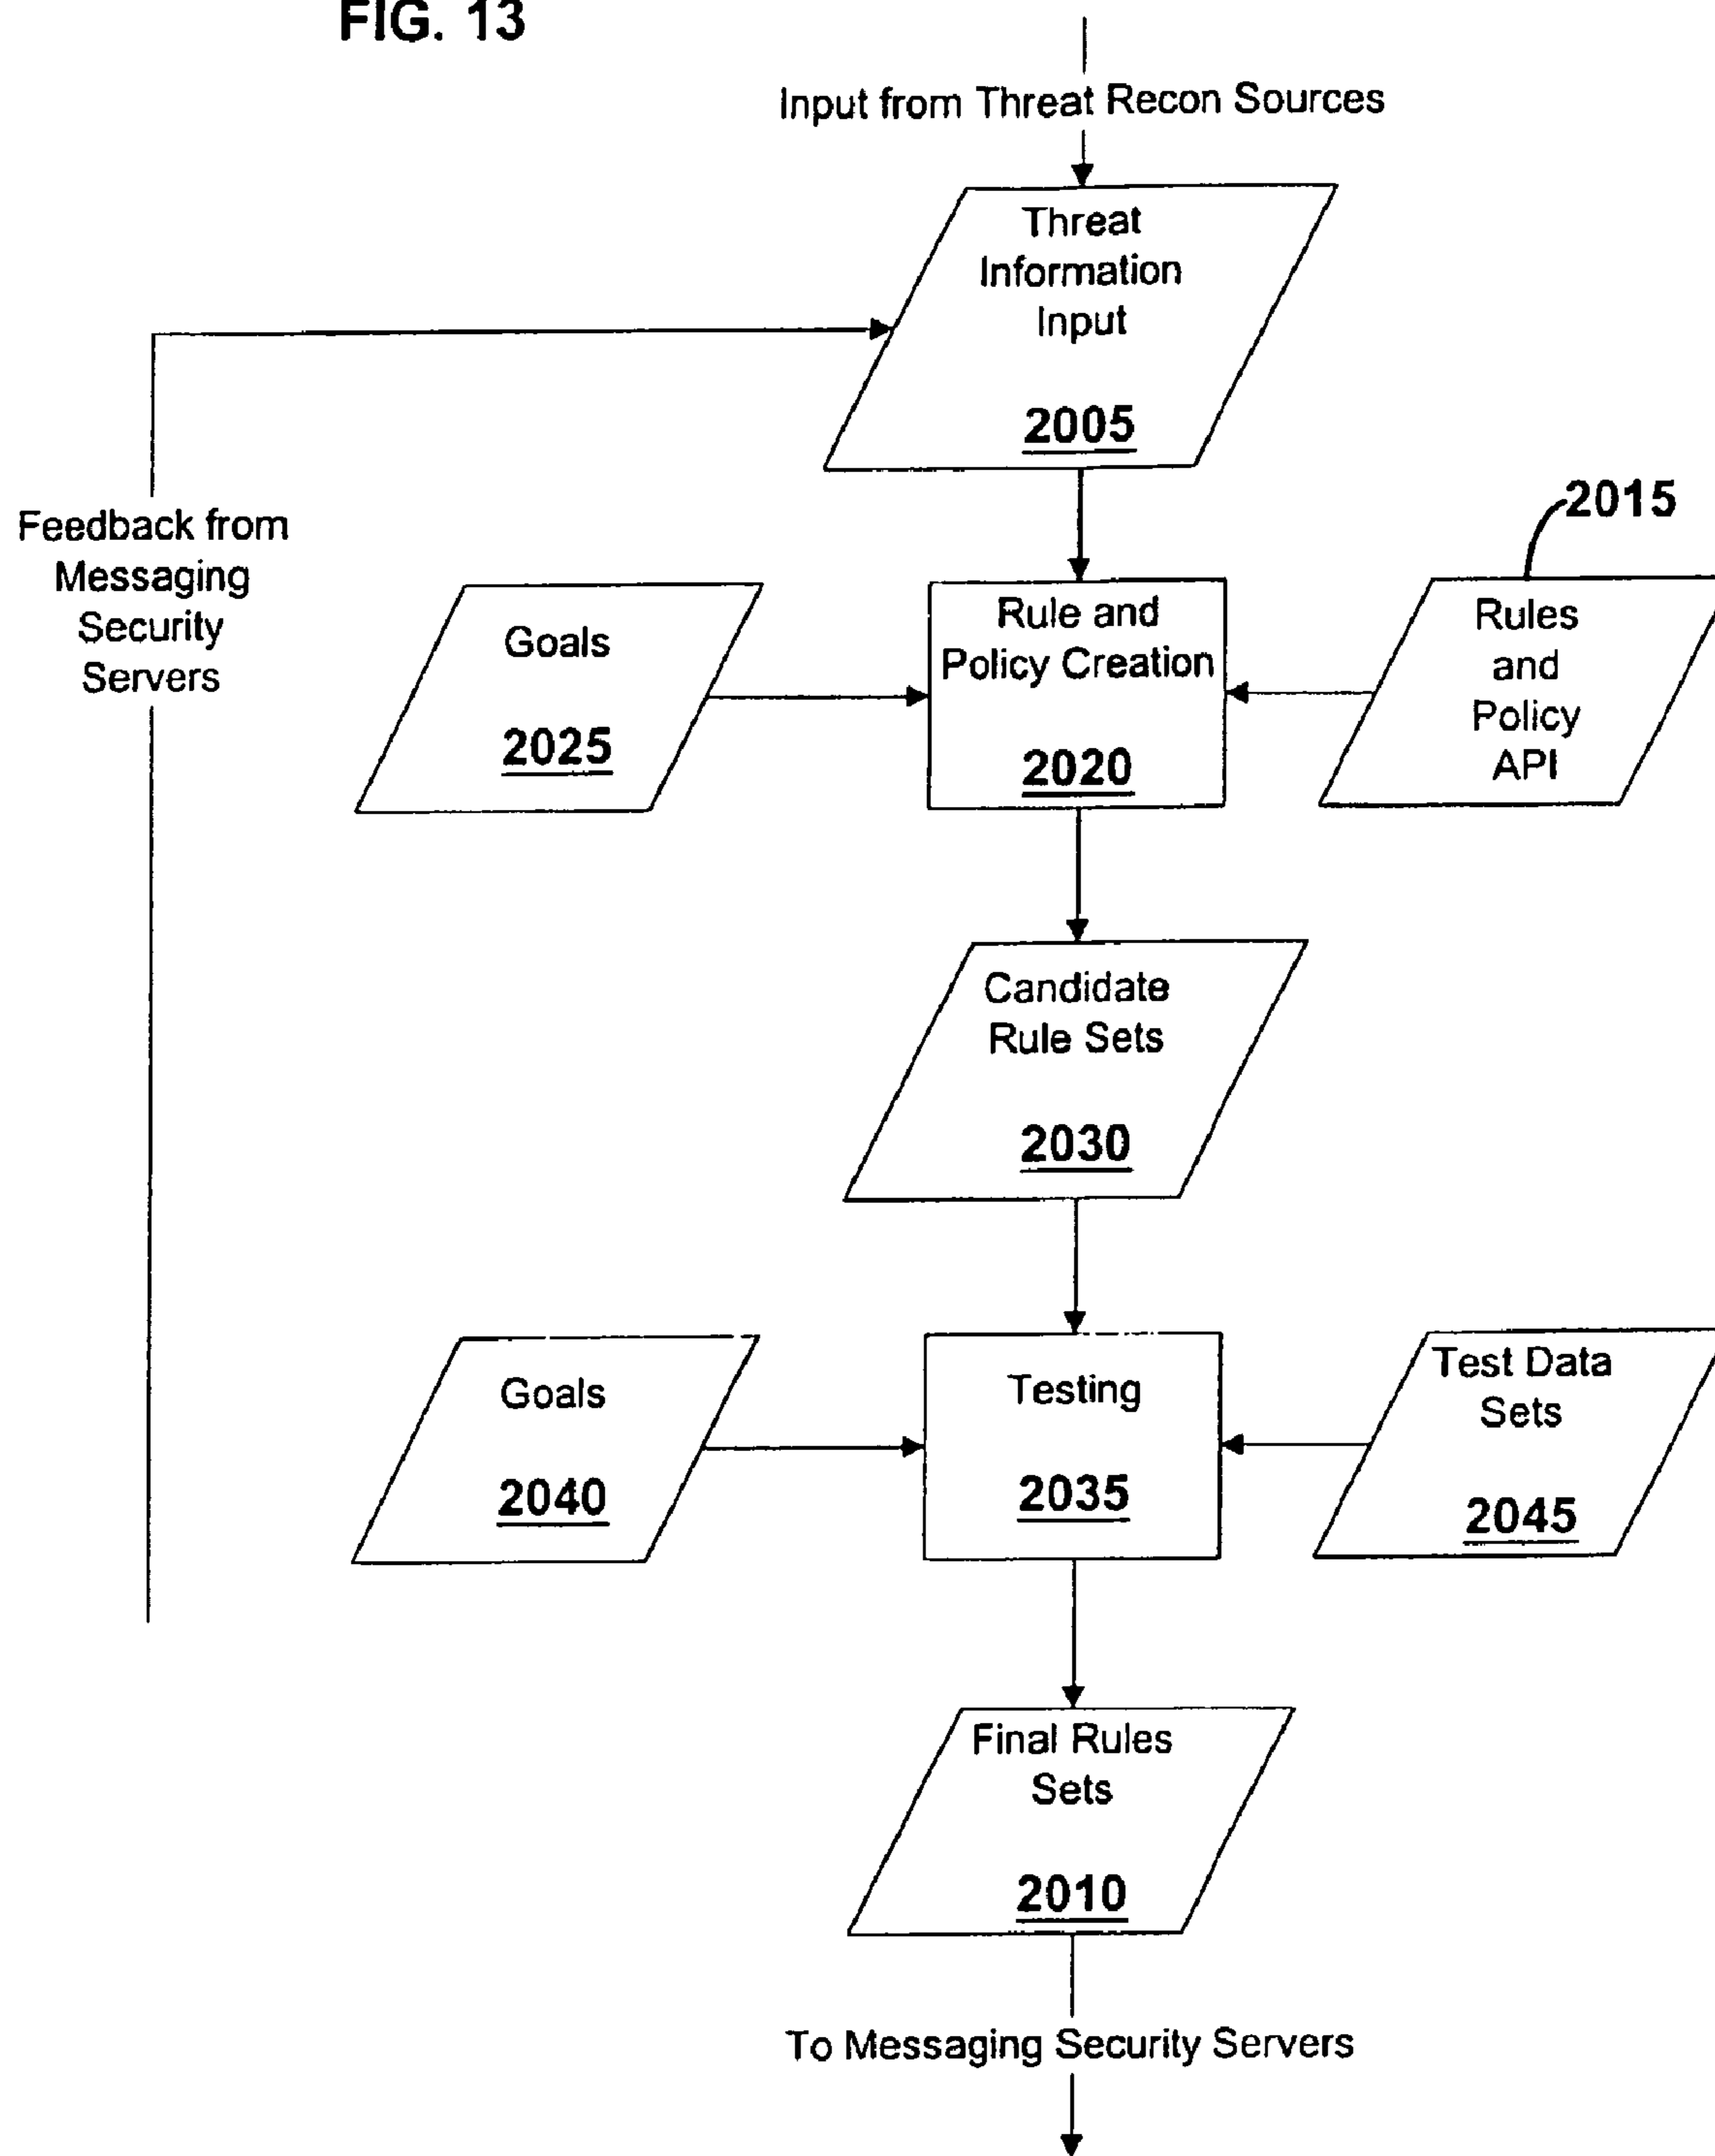 FIG. 13
Input from Threat Recon Sources
Threat
Information
Input
2005
Feedback from
Messaging
Security
Servers
Goals
2025
Rule and
Policy Creation
2020
2015
Rules
and
Policy
API
Candidate
Rule Sets
2030
Goals
2040
Testing
2035
Test Data
Sets
2045
Final Rules
Sets
2010
To Messaging Security Servers